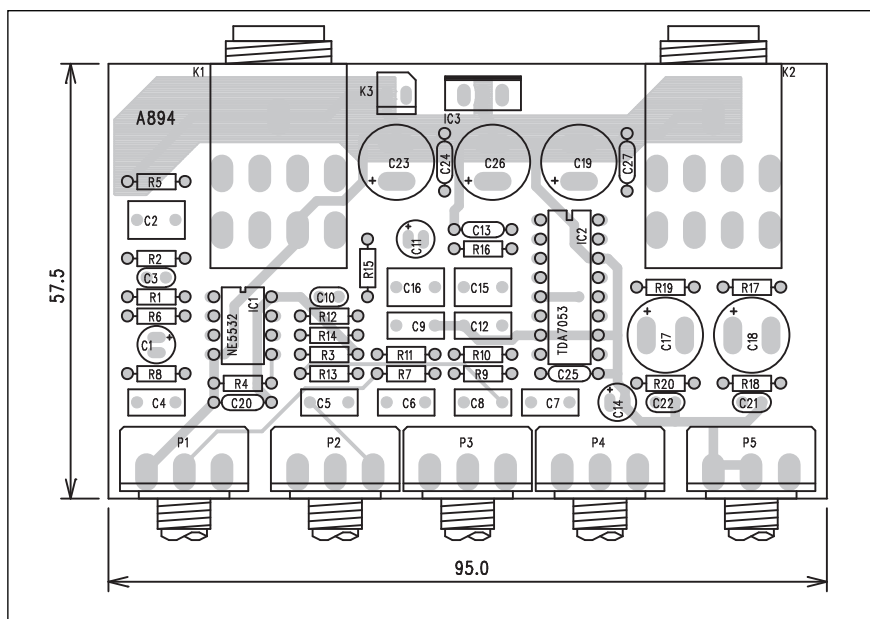 K1
K2
K3
A894
IC3
C23
C24
C26
C19
C27
R5
C2
C13
R16
C11
IC2
TDA7053
R2
C3
R15
C16
C15
R19
R17
R1
IC1
NE5532
C10
R6
R12
C9
C12
C1
R14
C17
C18
R3
R11
R10
R8
R13
R7
R9
C25
R4
R20
R18
C4
C20
C5
C6
C8
C7
C14
C22
C21
P1
P2
P3
P4
P5
57.5
95.0